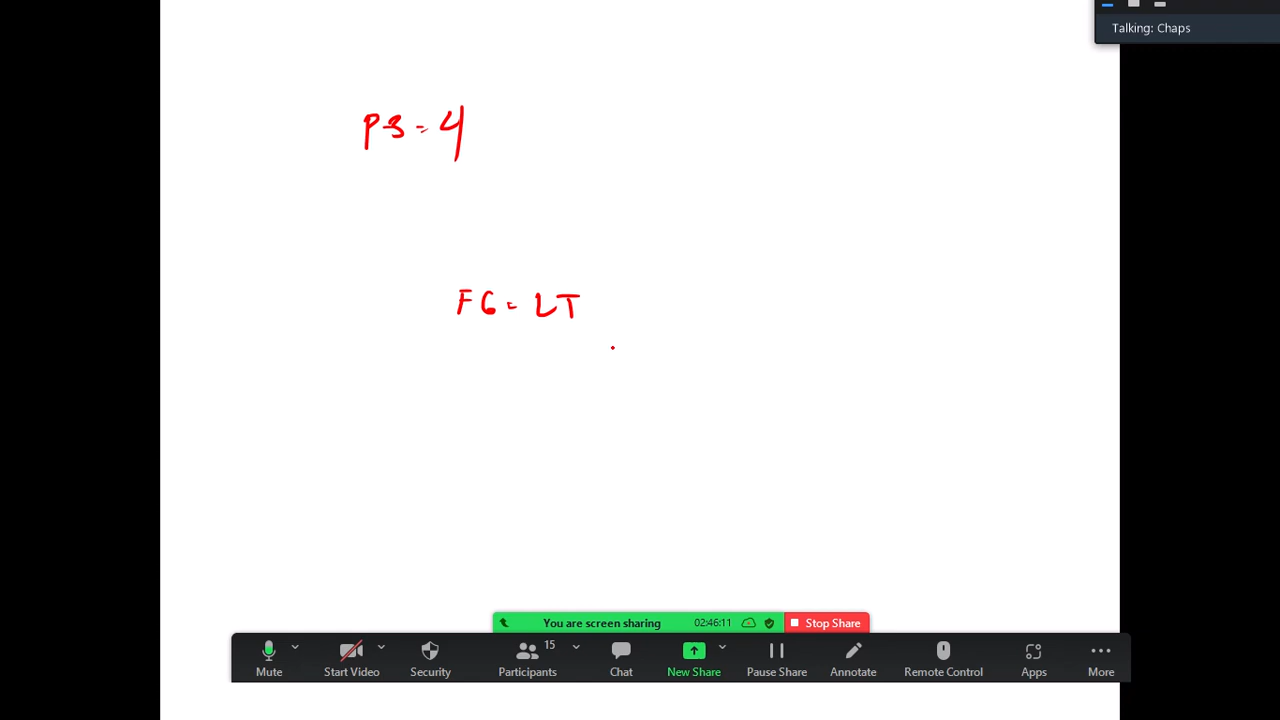 Talking: Chaps
P3 = 4
F6 = LT
You are screen sharing 02:46:11 Stop Share
Mute Start Video Security Participants 15 Chat New Share Pause Share Annotate Remote Control Apps More